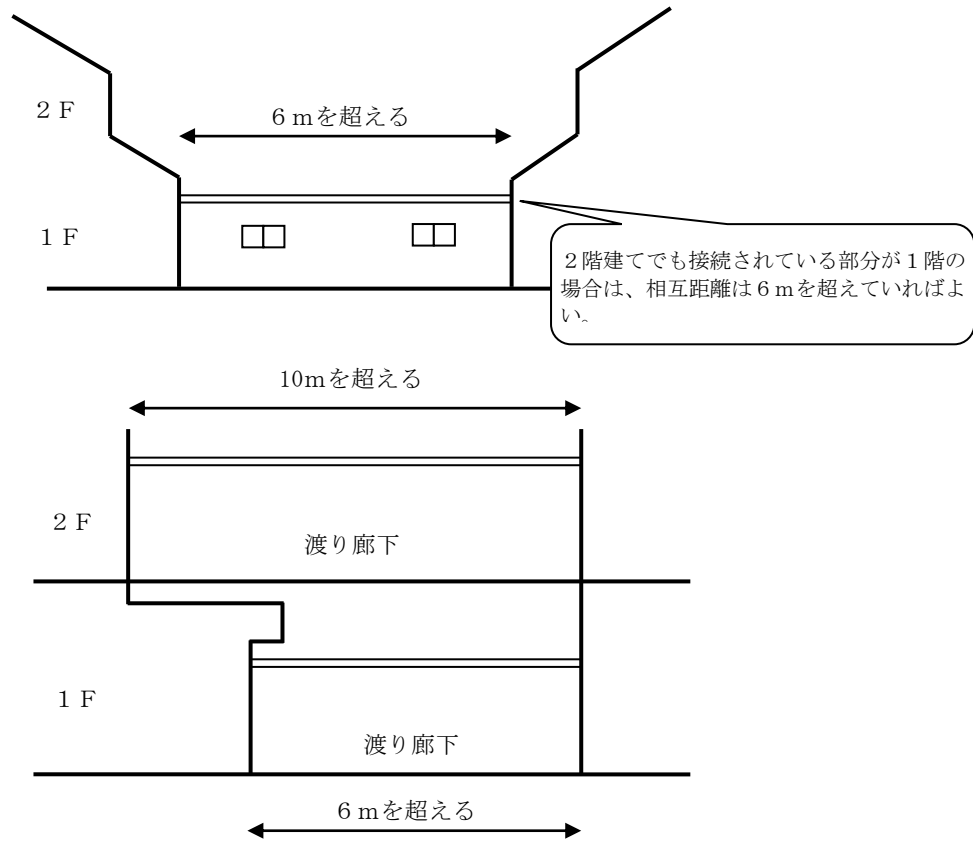 ２Ｆ
６ｍを超える
１Ｆ
２階建てでも接続されている部分が１階の
場合は、相互距離は６ｍを超えていればよ
い。
10ｍを超える
２Ｆ
渡り廊下
１Ｆ
渡り廊下
６ｍを超える